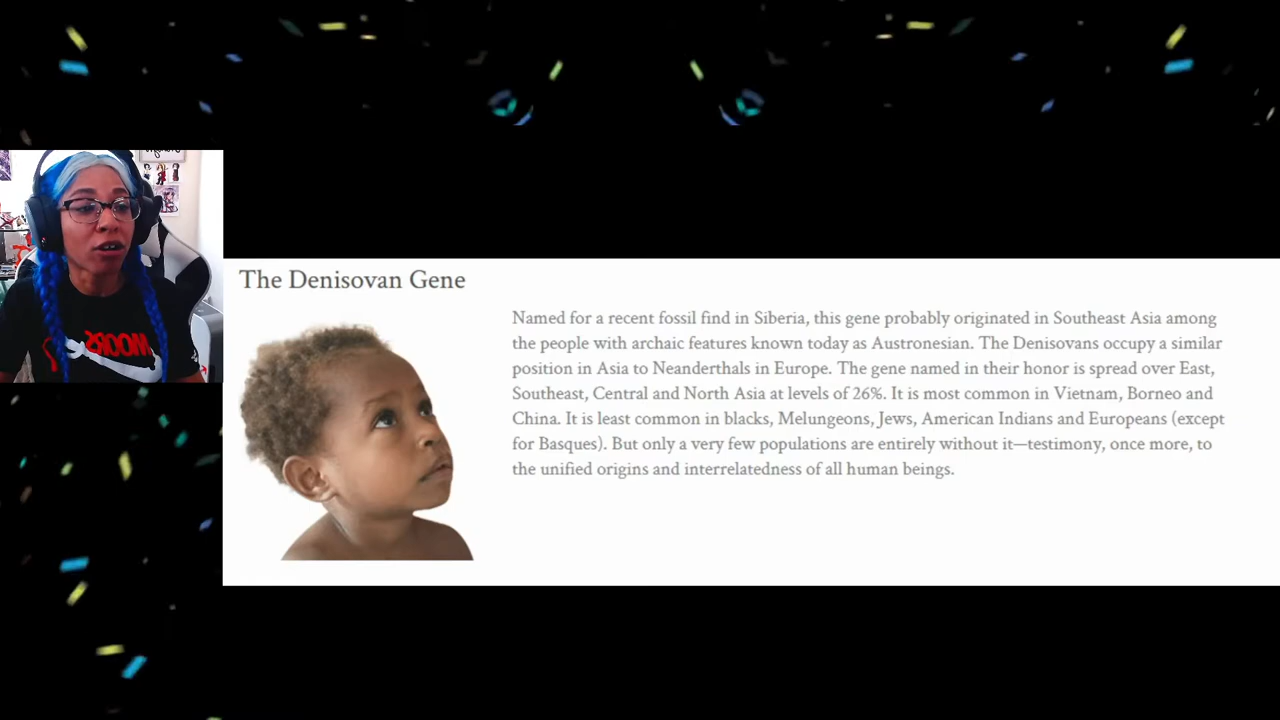 The Denisovan Gene
Named for a recent fossil find in Siberia, this gene probably originated in Southeast Asia among
the people with archaic features known today as Austronesian. The Denisovans occupy a similar
position in Asia to Neanderthals in Europe. The gene named in their honor is spread over East,
Southeast, Central and North Asia at levels of 26%. It is most common in Vietnam, Borneo and
China. It is least common in blacks, Melungeons, Jews, American Indians and Europeans (except
for Basques). But only a very few populations are entirely without it—testimony, once more, to
the unified origins and interrelatedness of all human beings.